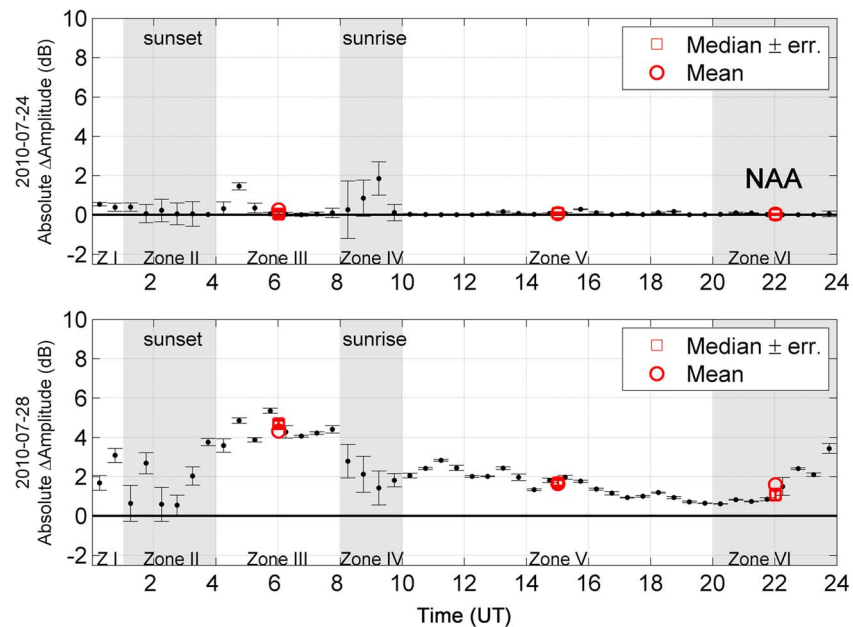 10
sunset
sunrise
Median ± err.
8
Mean
6
4
NAA
2
0
-2
Z I
Zone II
Zone III
Zone IV
Zone V
Zone VI
2 4 6 8 10 12 14 16 18 20 22 24
2010-07-24
Absolute ΔAmplitude (dB)
10
sunset
sunrise
Median ± err.
8
Mean
6
4
2
0
-2
Z I
Zone II
Zone III
Zone IV
Zone V
Zone VI
2 4 6 8 10 12 14 16 18 20 22 24
2010-07-28
Absolute ΔAmplitude (dB)
Time (UT)